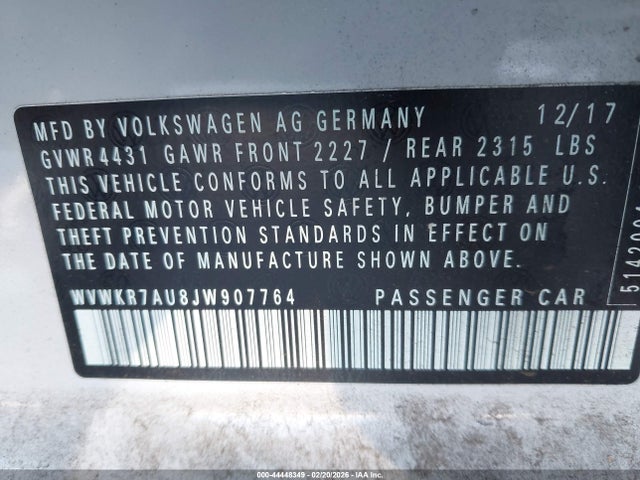 MFD BY VOLKSWAGEN AG GERMANY 12/17
GVWR 4431 GAWR FRONT 2227 / REAR 2315 LBS
THIS VEHICLE CONFORMS TO ALL APPLICABLE U.S.
FEDERAL MOTOR VEHICLE SAFETY, BUMPER AND
THEFT PREVENTION STANDARDS IN EFFECT ON
THE DATE OF MANUFACTURE SHOWN ABOVE.
WVWKR7AU8JW907764 PASSENGER CAR
000-44448349 - 02/20/2026 - IAA Inc.